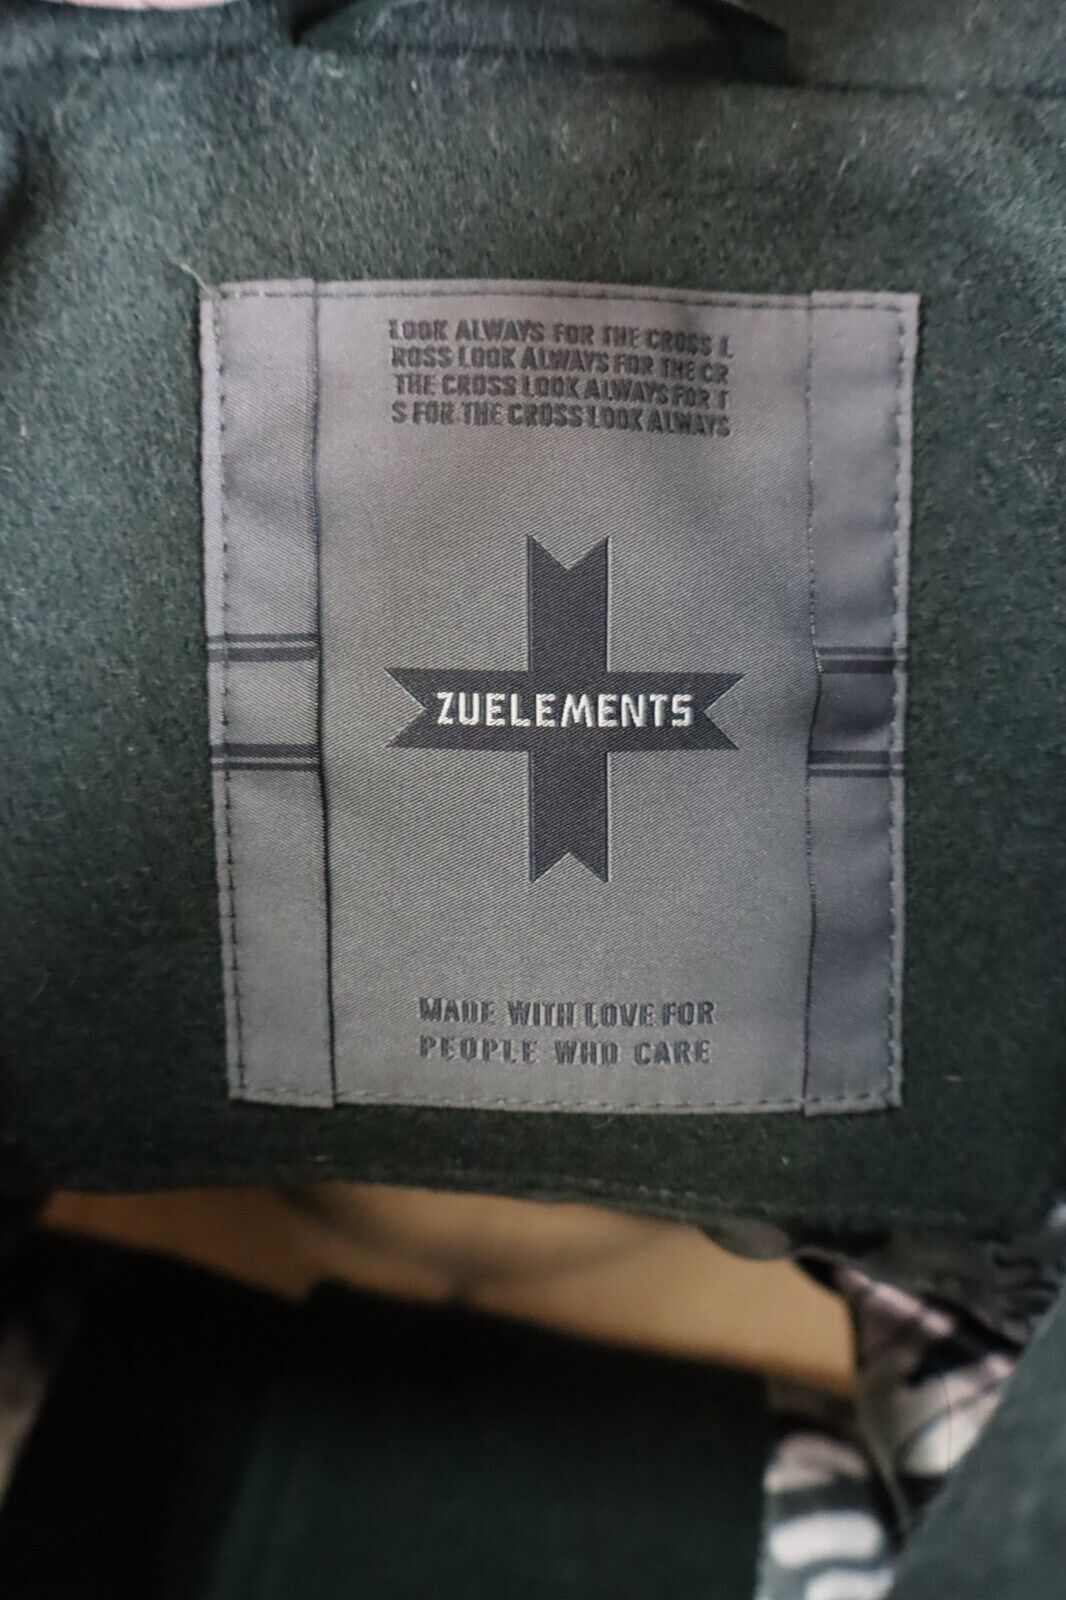 LOOK ALWAYS FOR THE CROSS L
ROSS LOOK ALWAYS FOR THE CR
THE CROSS LOOK ALWAYS FOR T
S FOR THE CROSS LOOK ALWAYS
ZUELEMENTS
MADE WITH LOVE FOR
PEOPLE WHO CARE